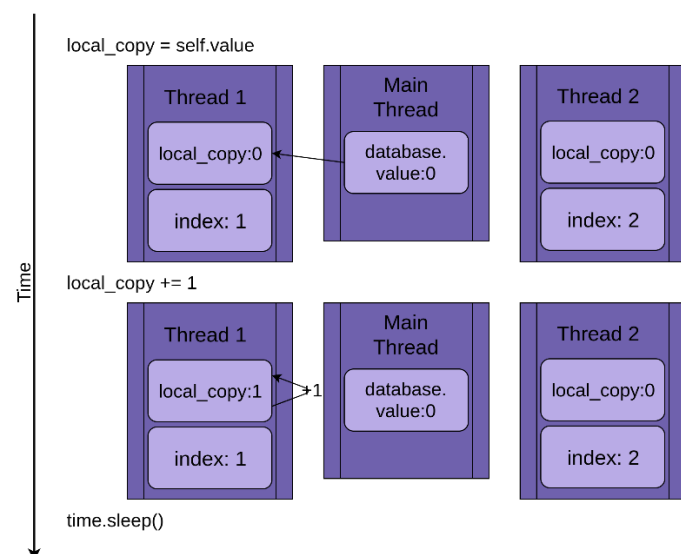 local_copy = self.value
Thread 1
local_copy:0
index: 1
Main
Thread
database.
value:0
Thread 2
local_copy:0
index: 2
Time
local_copy += 1
Thread 1
local_copy:1
+1
index: 1
Main
Thread
database.
value:0
Thread 2
local_copy:0
index: 2
time.sleep()